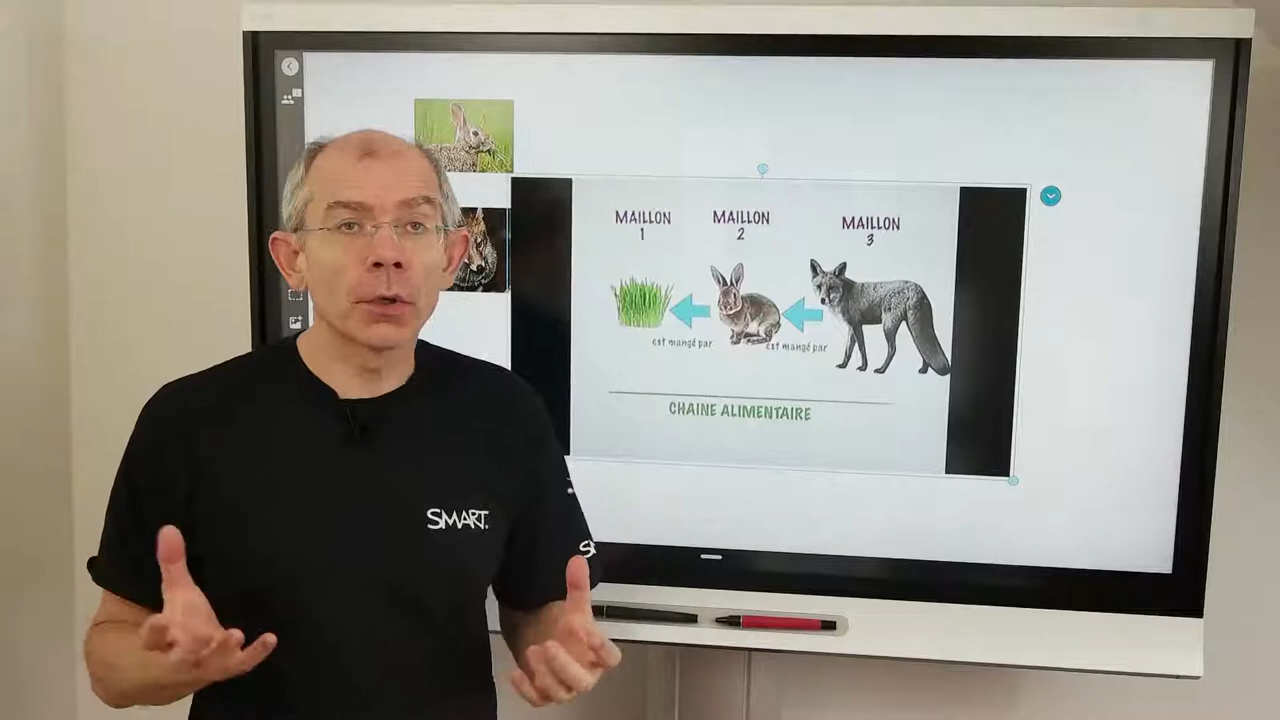 MAILLON
1
MAILLON
2
MAILLON
3
est mangé par
est mangé par
CHAINE ALIMENTAIRE
SMART